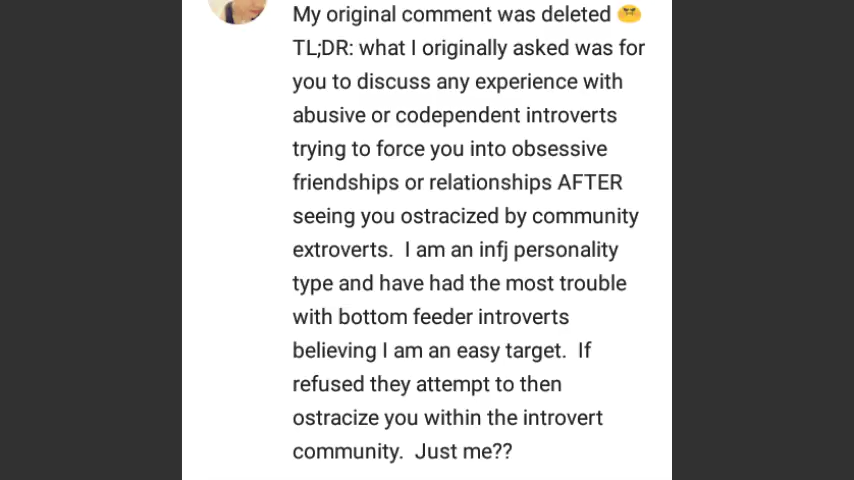 My original comment was deleted 😠
TL;DR: what I originally asked was for
you to discuss any experience with
abusive or codependent introverts
trying to force you into obsessive
friendships or relationships AFTER
seeing you ostracized by community
extroverts.  I am an infj personality
type and have had the most trouble
with bottom feeder introverts
believing I am an easy target.  If
refused they attempt to then
ostracize you within the introvert
community.  Just me??